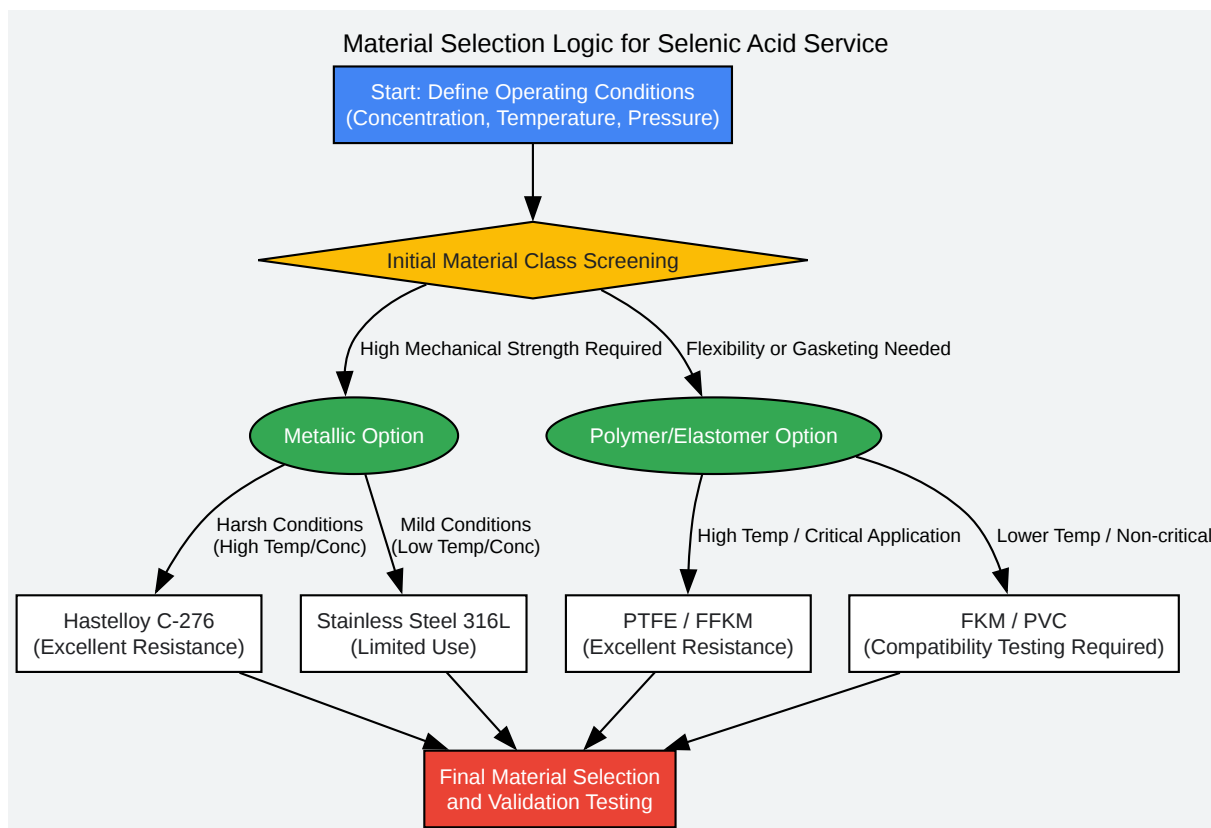 Material Selection Logic for Selenic Acid Service
Start: Define Operating Conditions
(Concentration, Temperature, Pressure)
Initial Material Class Screening
High Mechanical Strength Required
Flexibility or Gasketing Needed
Metallic Option
Polymer/Elastomer Option
Harsh Conditions
(High Temp/Conc)
Mild Conditions
(Low Temp/Conc)
High Temp / Critical Application
Lower Temp / Non-critical
Hastelloy C-276
(Excellent Resistance)
Stainless Steel 316L
(Limited Use)
PTFE / FFKM
(Excellent Resistance)
FKM / PVC
(Compatibility Testing Required)
Final Material Selection
and Validation Testing